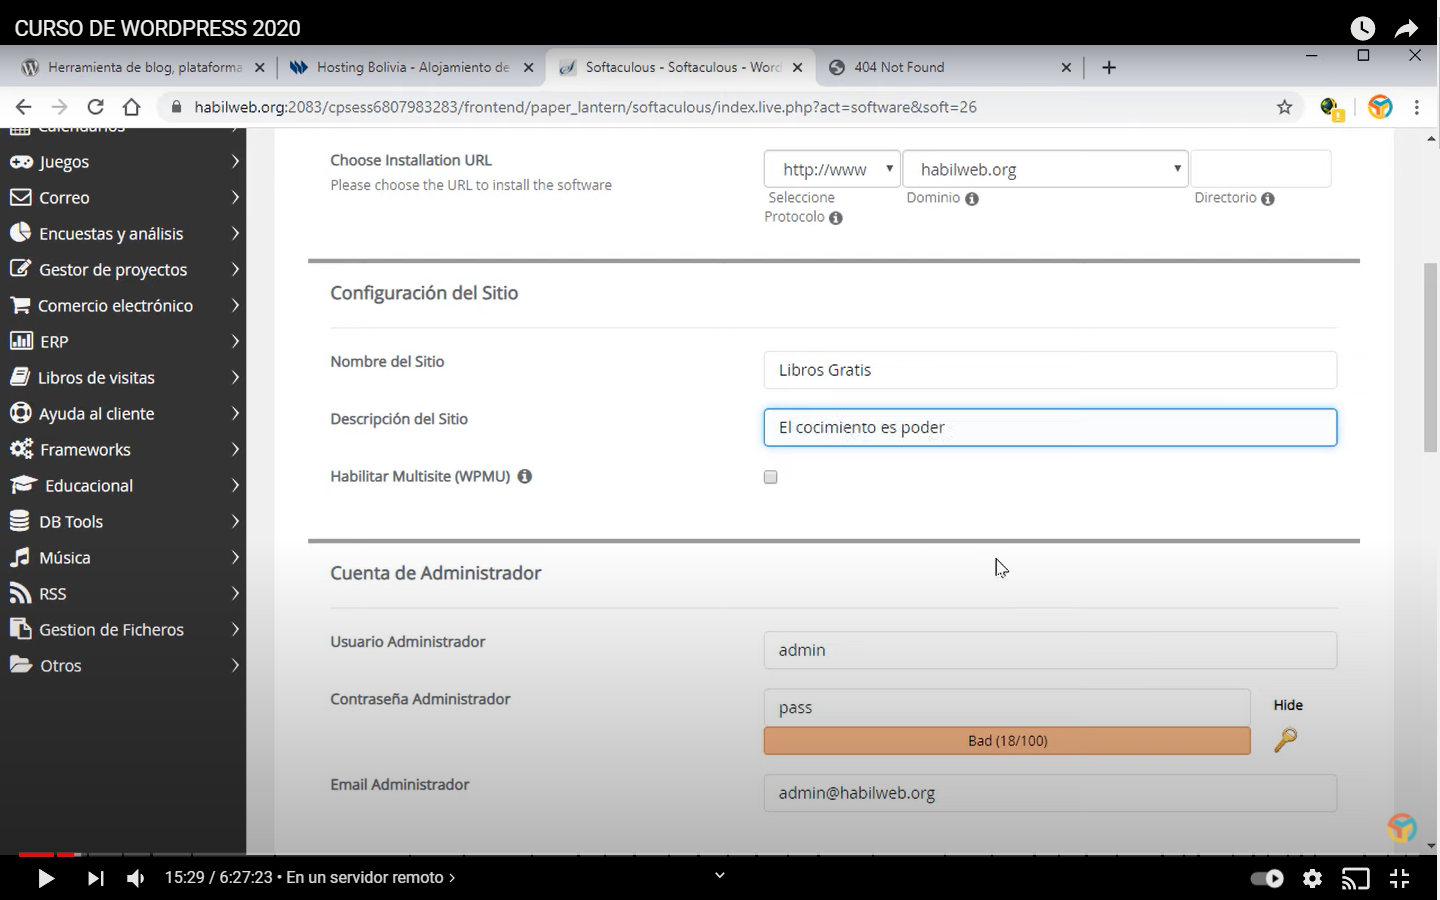 CURSO DE WORDPRESS 2020
Herramienta de blog, plataforma
Hosting Bolivia - Alojamiento de
Softaculous - Softaculous - Word
404 Not Found
habilweb.org:2083/cpsess6807983283/frontend/paper_lantern/softaculous/index.live.php?act=software&soft=26
Calendarios
Juegos
Correo
Encuestas y análisis
Gestor de proyectos
Comercio electrónico
ERP
Libros de visitas
Ayuda al cliente
Frameworks
Educacional
DB Tools
Música
RSS
Gestion de Ficheros
Otros
Choose Installation URL
Please choose the URL to install the software
http://www
habilweb.org
Seleccione
Protocolo
Dominio
Directorio
Configuración del Sitio
Nombre del Sitio
Libros Gratis
Descripción del Sitio
El cocimiento es poder
Habilitar Multisite (WPMU)
Cuenta de Administrador
Usuario Administrador
admin
Contraseña Administrador
pass
Hide
Bad (18/100)
Email Administrador
admin@habilweb.org
15:29 / 6:27:23 • En un servidor remoto >